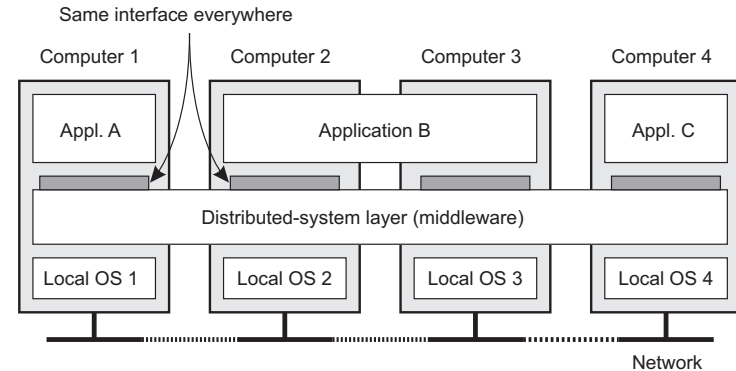 Same interface everywhere
Computer 1 Computer 2 Computer 3 Computer 4
Appl. A Application B Appl. C
Distributed-system layer (middleware)
Local OS 1 Local OS 2 Local OS 3 Local OS 4
Network